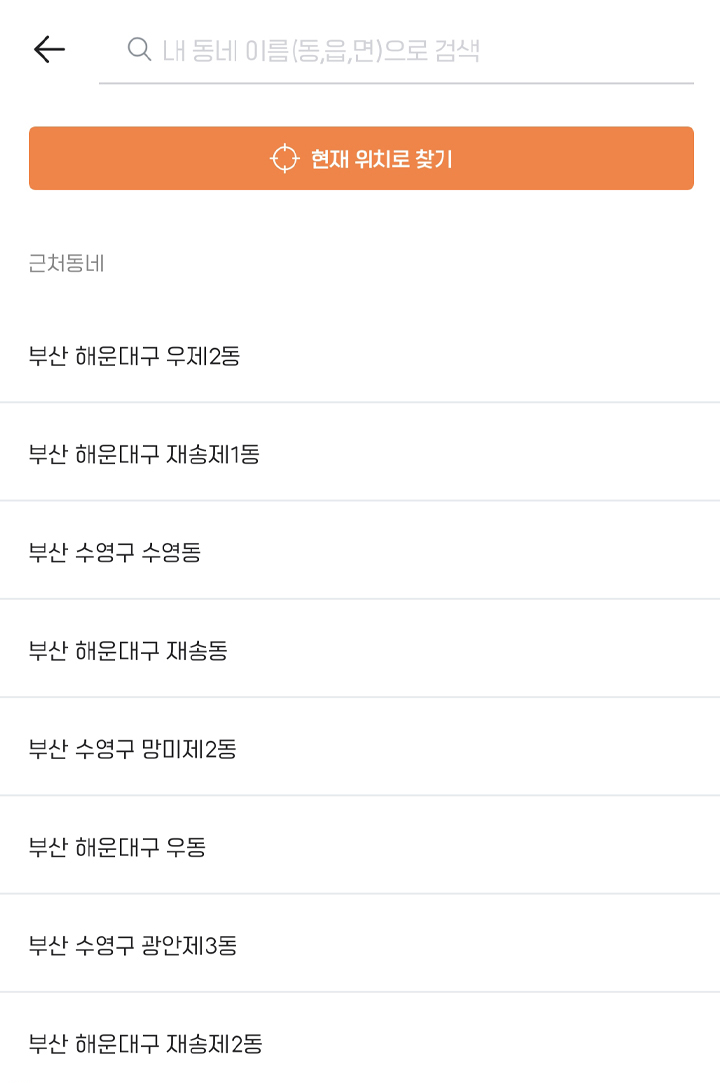 내 동네 이름(동,읍,면)으로 검색
현재 위치로 찾기
근처동네
부산 해운대구 우제2동
부산 해운대구 재송제1동
부산 수영구 수영동
부산 해운대구 재송동
부산 수영구 망미제2동
부산 해운대구 우동
부산 수영구 광안제3동
부산 해운대구 재송제2동